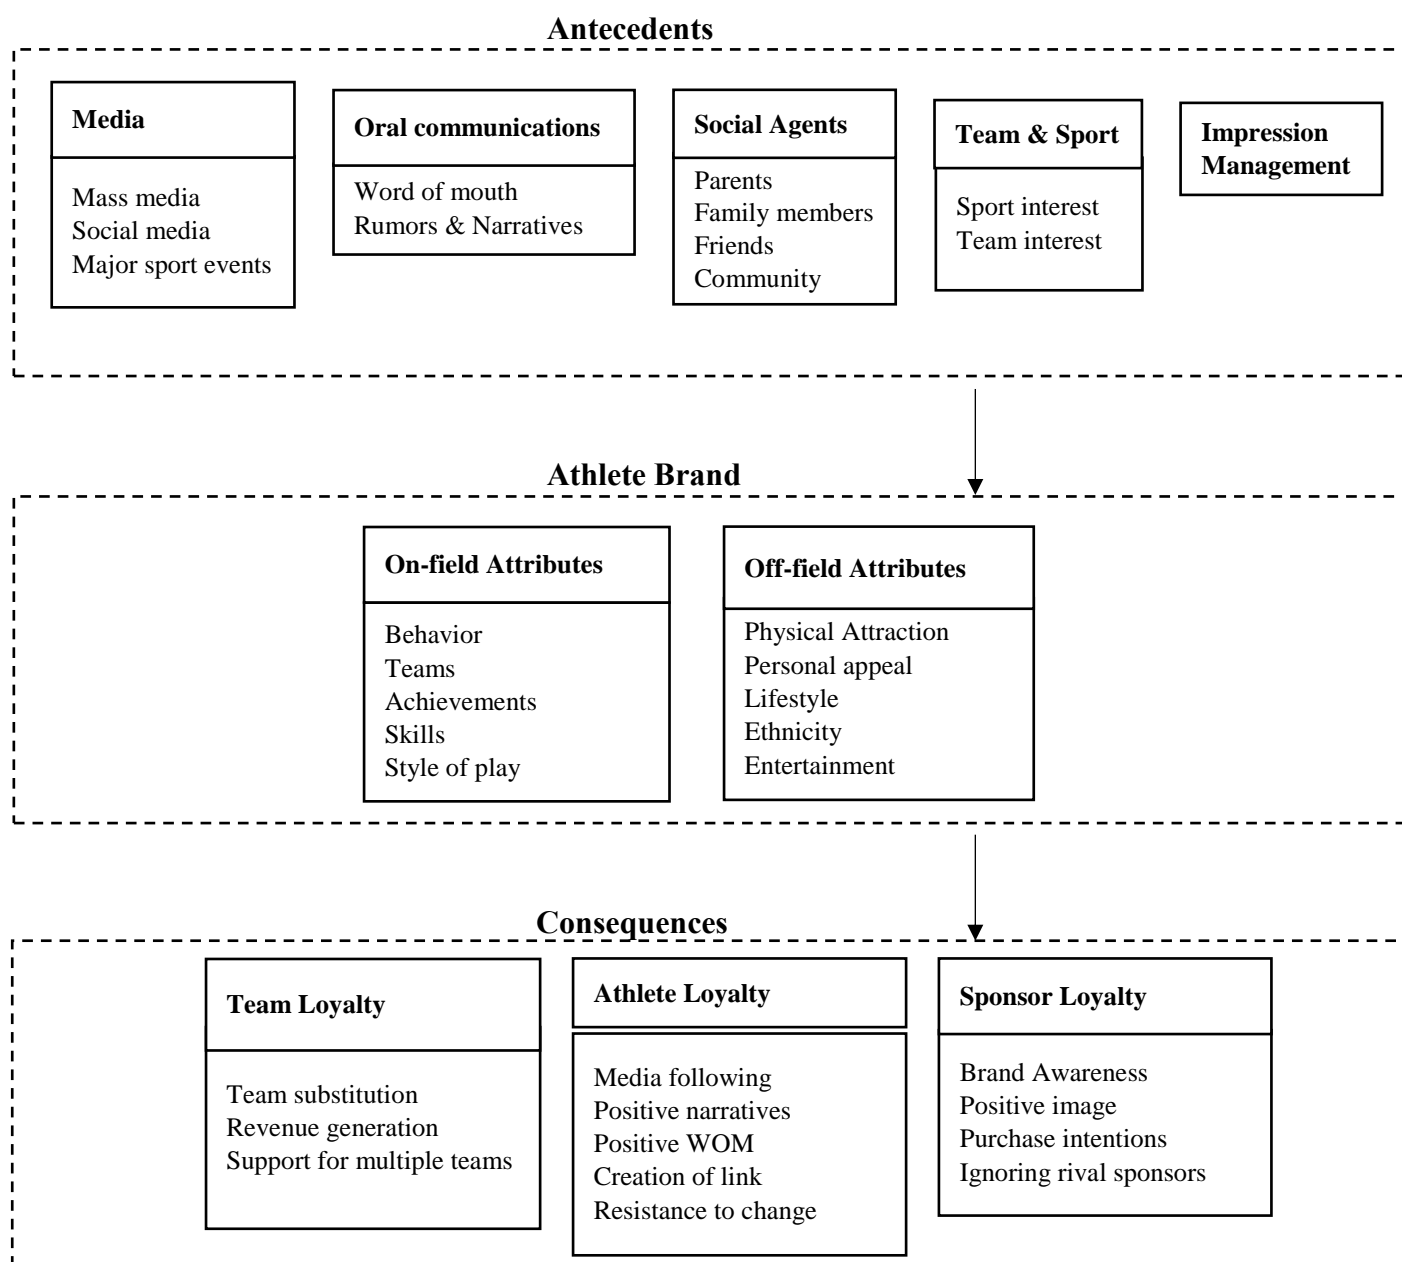 Antecedents
Media
Mass media
Social media
Major sport events
Oral communications
Word of mouth
Rumors & Narratives
Social Agents
Parents
Family members
Friends
Community
Team & Sport
Sport interest
Team interest
Impression
Management
Athlete Brand
On-field Attributes
Behavior
Teams
Achievements
Skills
Style of play
Off-field Attributes
Physical Attraction
Personal appeal
Lifestyle
Ethnicity
Entertainment
Consequences
Team Loyalty
Team substitution
Revenue generation
Support for multiple teams
Athlete Loyalty
Media following
Positive narratives
Positive WOM
Creation of link
Resistance to change
Sponsor Loyalty
Brand Awareness
Positive image
Purchase intentions
Ignoring rival sponsors